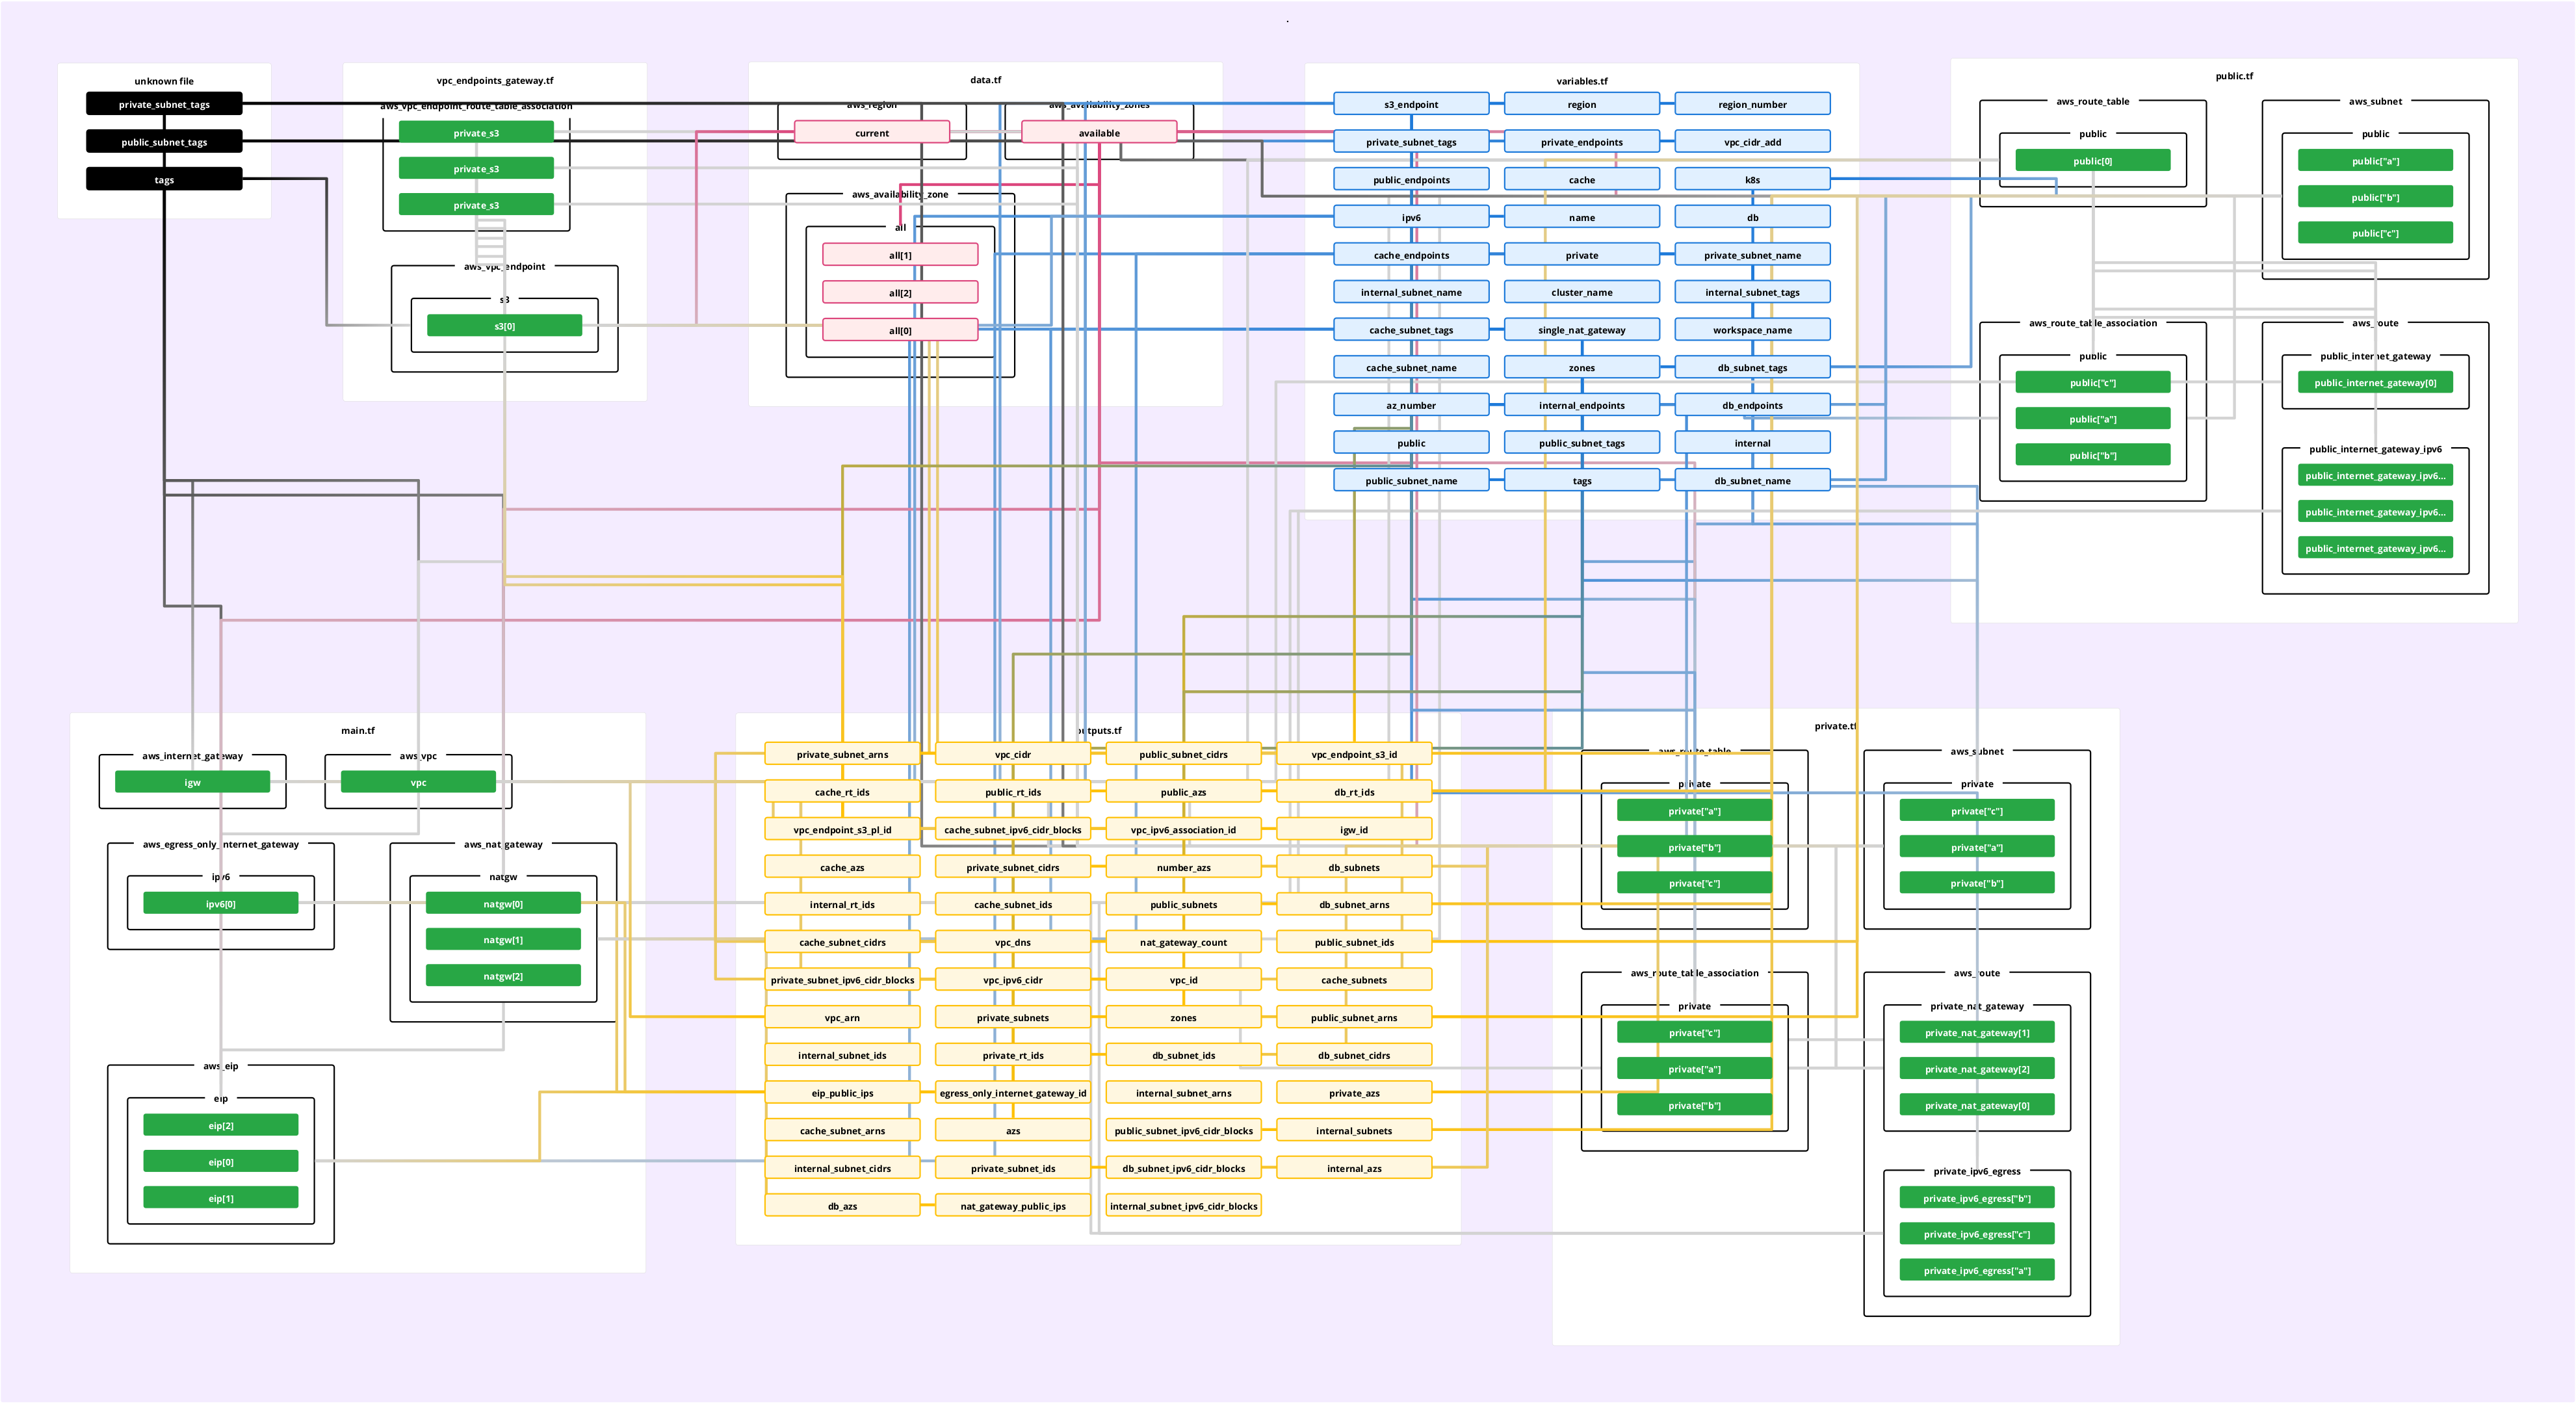 .
unknown file
private_subnet_tags
public_subnet_tags
tags
vpc_endpoints_gateway.tf
aws_vpc_endpoint_route_table_association
private_s3
private_s3
private_s3
aws_vpc_endpoint
s3
s3[0]
data.tf
aws_region
current
aws_availability_zones
available
aws_availability_zone
all
all[1]
all[2]
all[0]
variables.tf
s3_endpoint region region_number
private_subnet_tags private_endpoints vpc_cidr_add
public_endpoints cache k8s
ipv6 name db
cache_endpoints private private_subnet_name
internal_subnet_name cluster_name internal_subnet_tags
cache_subnet_tags single_nat_gateway workspace_name
cache_subnet_name zones db_subnet_tags
az_number internal_endpoints db_endpoints
public public_subnet_tags internal
public_subnet_name tags db_subnet_name
public.tf
aws_route_table
public
public[0]
aws_subnet
public
public["a"]
public["b"]
public["c"]
aws_route_table_association
public
public["c"]
public["a"]
public["b"]
aws_route
public_internet_gateway
public_internet_gateway[0]
public_internet_gateway_ipv6
public_internet_gateway_ipv6...
public_internet_gateway_ipv6...
public_internet_gateway_ipv6...
main.tf
aws_internet_gateway
igw
aws_vpc
vpc
aws_egress_only_internet_gateway
ipv6
ipv6[0]
aws_nat_gateway
natgw
natgw[0]
natgw[1]
natgw[2]
aws_eip
eip
eip[2]
eip[0]
eip[1]
outputs.tf
private_subnet_arns vpc_cidr public_subnet_cidrs vpc_endpoint_s3_id
cache_rt_ids public_rt_ids public_azs db_rt_ids
vpc_endpoint_s3_pl_id cache_subnet_ipv6_cidr_blocks vpc_ipv6_association_id igw_id
cache_azs private_subnet_cidrs number_azs db_subnets
internal_rt_ids cache_subnet_ids public_subnets db_subnet_arns
cache_subnet_cidrs vpc_dns nat_gateway_count public_subnet_ids
private_subnet_ipv6_cidr_blocks vpc_ipv6_cidr vpc_id cache_subnets
vpc_arn private_subnets zones public_subnet_arns
internal_subnet_ids private_rt_ids db_subnet_ids db_subnet_cidrs
eip_public_ips egress_only_internet_gateway_id internal_subnet_arns private_azs
cache_subnet_arns azs public_subnet_ipv6_cidr_blocks internal_subnets
internal_subnet_cidrs private_subnet_ids db_subnet_ipv6_cidr_blocks internal_azs
db_azs nat_gateway_public_ips internal_subnet_ipv6_cidr_blocks
private.tf
aws_route_table
private
private["a"]
private["b"]
private["c"]
aws_subnet
private
private["c"]
private["a"]
private["b"]
aws_route_table_association
private
private["c"]
private["a"]
private["b"]
aws_route
private_nat_gateway
private_nat_gateway[1]
private_nat_gateway[2]
private_nat_gateway[0]
private_ipv6_egress
private_ipv6_egress["b"]
private_ipv6_egress["c"]
private_ipv6_egress["a"]